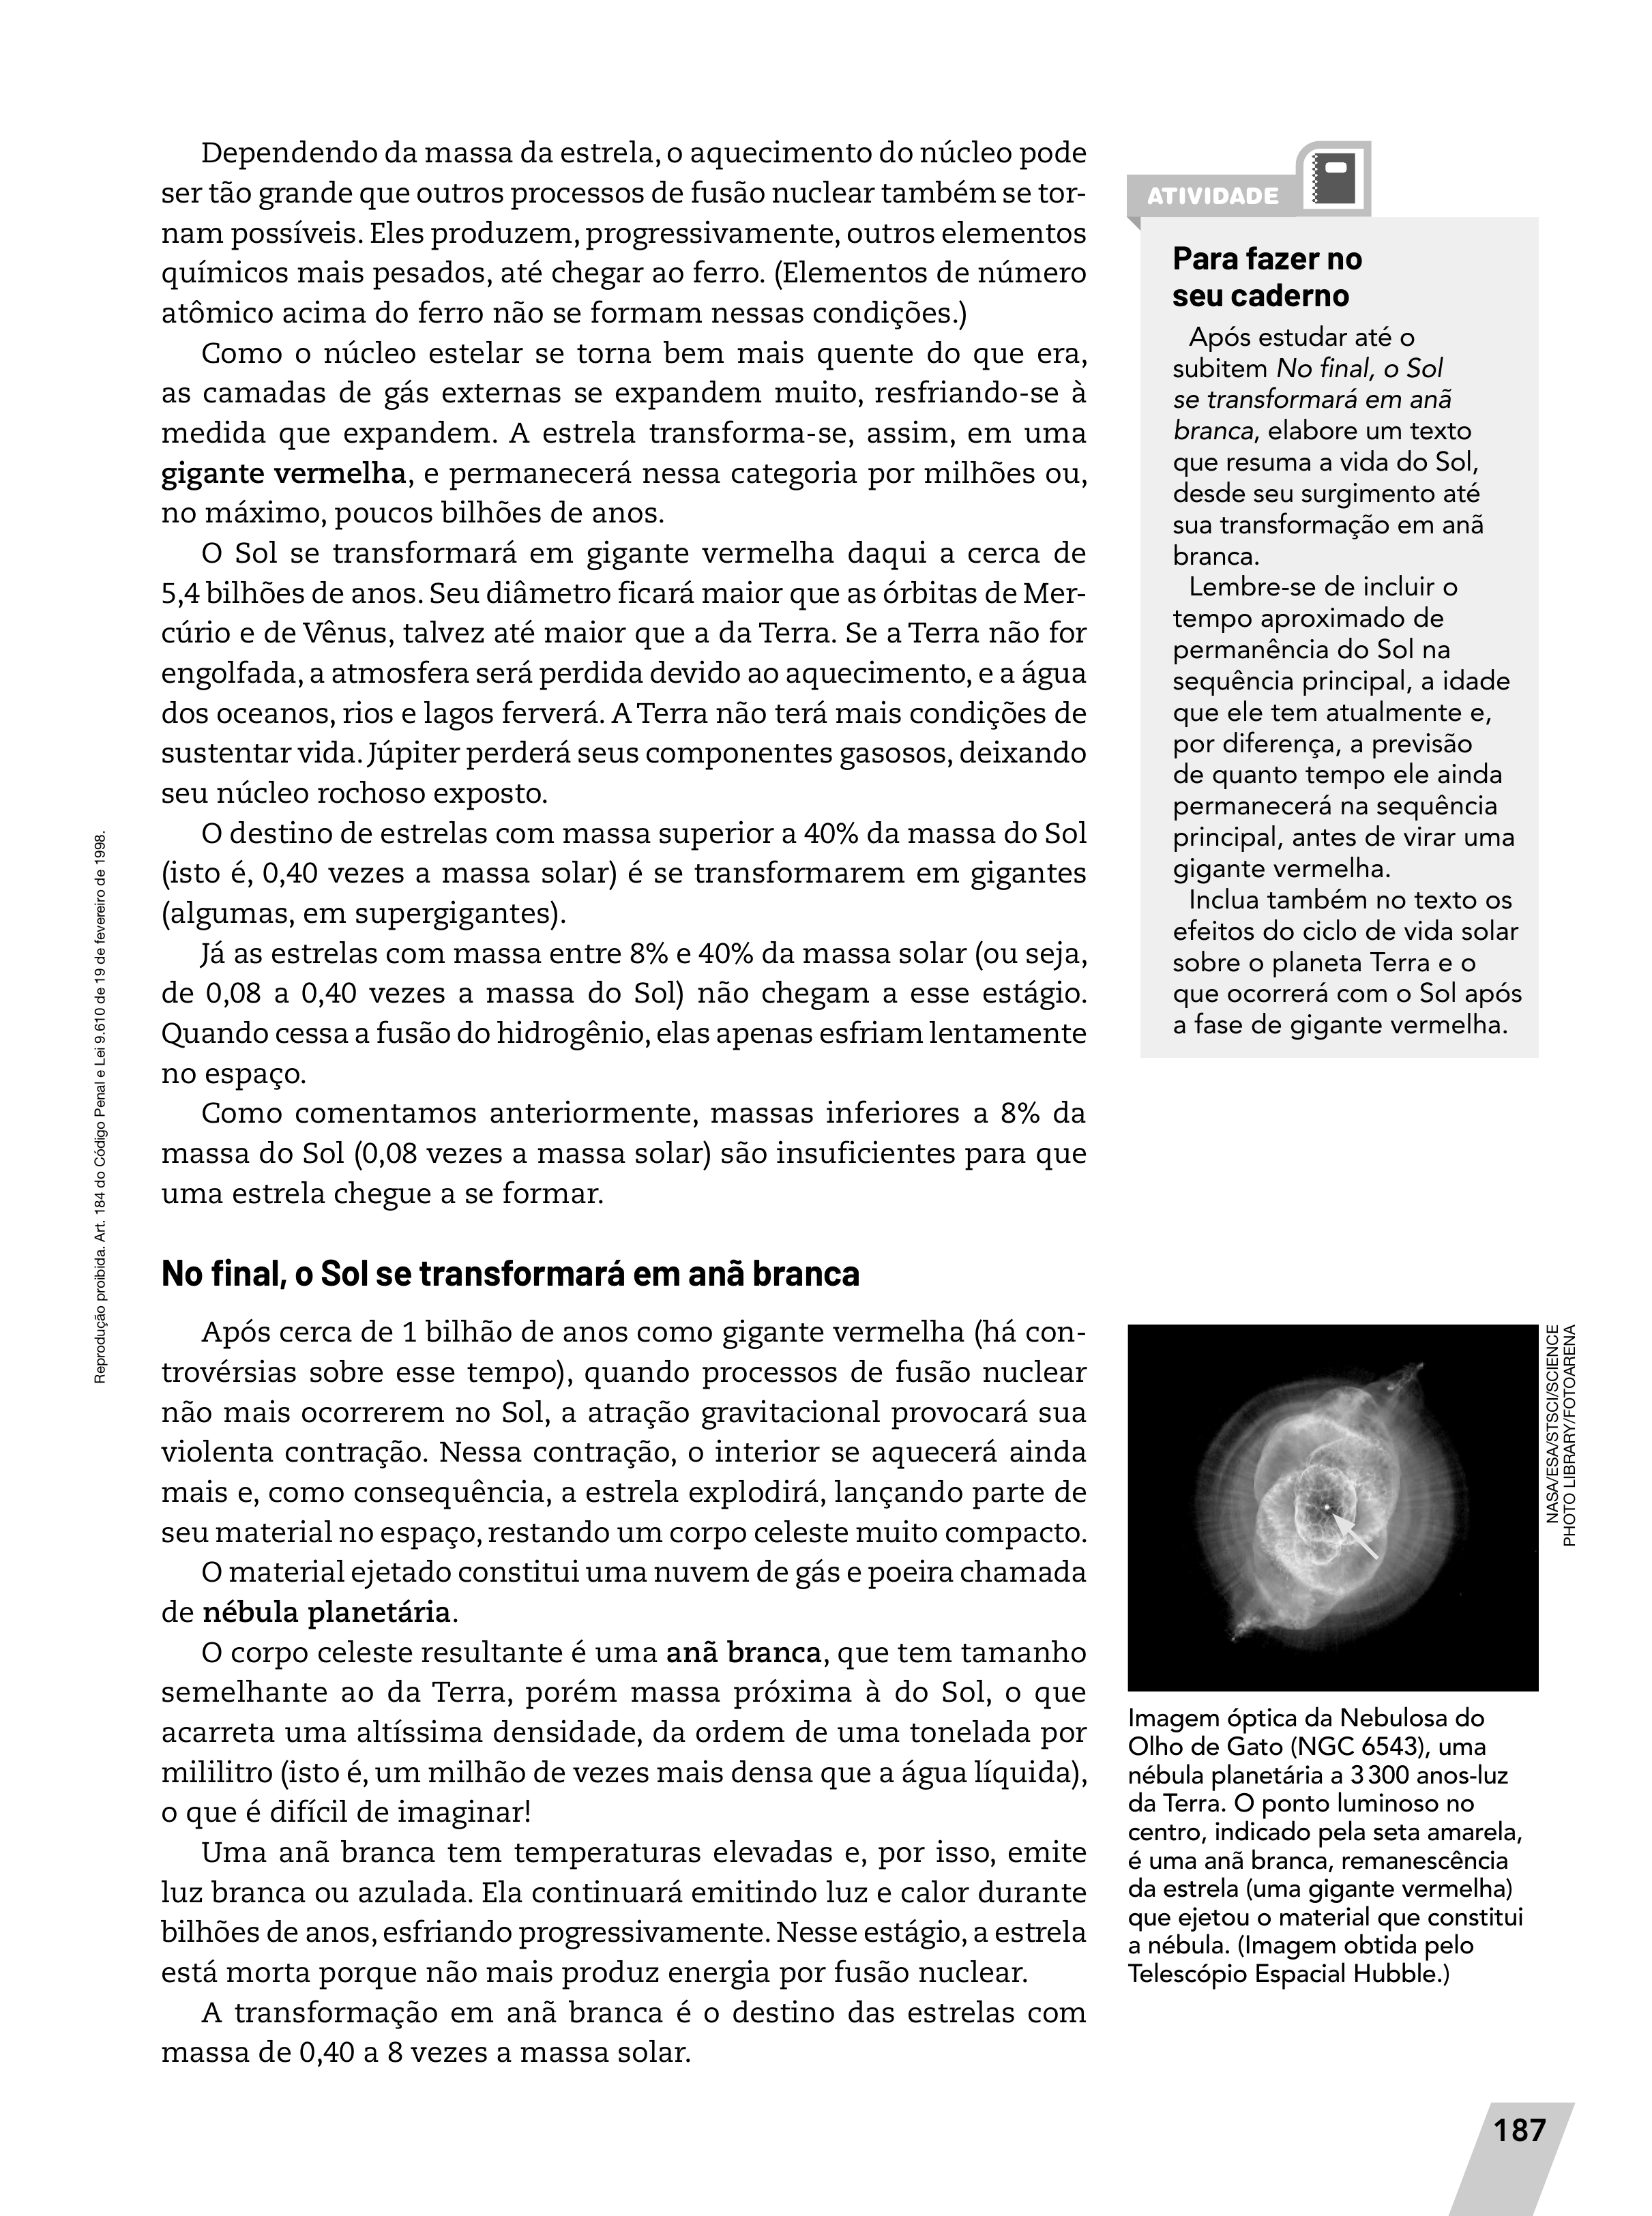 Dependendo da massa da estrela, o aquecimento do núcleo pode
ser tão grande que outros processos de fusão nuclear também se tor-
nam possíveis. Eles produzem, progressivamente, outros elementos
químicos mais pesados, até chegar ao ferro. (Elementos de número
atômico acima do ferro não se formam nessas condições.)
Como o núcleo estelar se torna bem mais quente do que era,
as camadas de gás externas se expandem muito, resfriando-se à
medida que expandem. A estrela transforma-se, assim, em uma
gigante vermelha, e permanecerá nessa categoria por milhões ou,
no máximo, poucos bilhões de anos.
O Sol se transformará em gigante vermelha daqui a cerca de
5,4 bilhões de anos. Seu diâmetro ficará maior que as órbitas de Mer-
cúrio e de Vênus, talvez até maior que a da Terra. Se a Terra não for
engolfada, a atmosfera será perdida devido ao aquecimento, e a água
dos oceanos, rios e lagos ferverá. A Terra não terá mais condições de
sustentar vida. Júpiter perderá seus componentes gasosos, deixando
seu núcleo rochoso exposto.
O destino de estrelas com massa superior a 40% da massa do Sol
(isto é, 0,40 vezes a massa solar) é se transformarem em gigantes
(algumas, em supergigantes).
Já as estrelas com massa entre 8% e 40% da massa solar (ou seja,
de 0,08 a 0,40 vezes a massa do Sol) não chegam a esse estágio.
Quando cessa a fusão do hidrogênio, elas apenas esfriam lentamente
no espaço.
Como comentamos anteriormente, massas inferiores a 8% da
massa do Sol (0,08 vezes a massa solar) são insuficientes para que
uma estrela chegue a se formar.
No final, o Sol se transformará em anã branca
Após cerca de 1 bilhão de anos como gigante vermelha (há con-
trovérsias sobre esse tempo), quando processos de fusão nuclear
não mais ocorrerem no Sol, a atração gravitacional provocará sua
violenta contração. Nessa contração, o interior se aquecerá ainda
mais e, como consequência, a estrela explodirá, lançando parte de
seu material no espaço, restando um corpo celeste muito compacto.
O material ejetado constitui uma nuvem de gás e poeira chamada
de nébula planetária.
O corpo celeste resultante é uma anã branca, que tem tamanho
semelhante ao da Terra, porém massa próxima à do Sol, o que
acarreta uma altíssima densidade, da ordem de uma tonelada por
mililitro (isto é, um milhão de vezes mais densa que a água líquida),
o que é difícil de imaginar!
Uma anã branca tem temperaturas elevadas e, por isso, emite
luz branca ou azulada. Ela continuará emitindo luz e calor durante
bilhões de anos, esfriando progressivamente. Nesse estágio, a estrela
está morta porque não mais produz energia por fusão nuclear.
A transformação em anã branca é o destino das estrelas com
massa de 0,40 a 8 vezes a massa solar.
ATIVIDADE
Para fazer no
seu caderno
Após estudar até o
subitem No final, o Sol
se transformará em anã
branca, elabore um texto
que resuma a vida do Sol,
desde seu surgimento até
sua transformação em anã
branca.
Lembre-se de incluir o
tempo aproximado de
permanência do Sol na
sequência principal, a idade
que ele tem atualmente e,
por diferença, a previsão
de quanto tempo ele ainda
permanecerá na sequência
principal, antes de virar uma
gigante vermelha.
Inclua também no texto os
efeitos do ciclo de vida solar
sobre o planeta Terra e o
que ocorrerá com o Sol após
a fase de gigante vermelha.
NASA/ESA/STSCI/SCIENCE
PHOTO LIBRARY/FOTOARENA
Imagem óptica da Nebulosa do
Olho de Gato (NGC 6543), uma
nébula planetária a 3 300 anos-luz
da Terra. O ponto luminoso no
centro, indicado pela seta amarela,
é uma anã branca, remanescência
da estrela (uma gigante vermelha)
que ejetou o material que constitui
a nébula. (Imagem obtida pelo
Telescópio Espacial Hubble.)
Reprodução proibida. Art. 184 do Código Penal e Lei 9.610 de 19 de fevereiro de 1998.
187